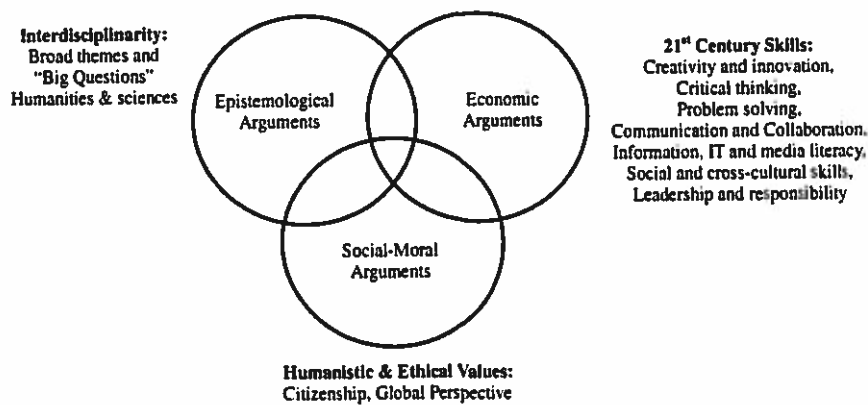 Interdisciplinarity:
Broad themes and
"Big Questions"
Humanities & sciences
Epistemological
Arguments
Economic
Arguments
21st Century Skills:
Creativity and innovation,
Critical thinking,
Problem solving,
Communication and Collaboration,
Information, IT and media literacy,
Social and cross-cultural skills,
Leadership and responsibility
Social-Moral
Arguments
Humanistic & Ethical Values:
Citizenship, Global Perspective